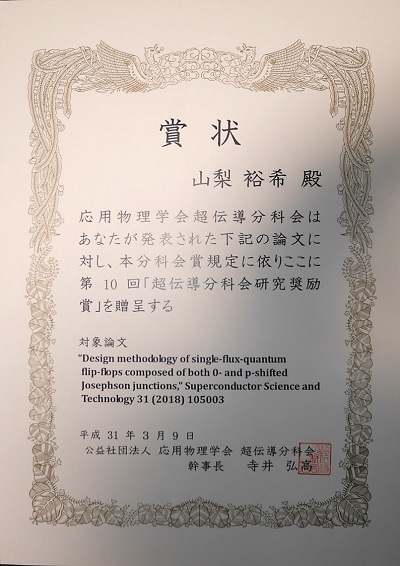 賞 状
山梨 裕希 殿
応用物理学会超伝導分科会は
あなたが発表された下記の論文に
対し、本分科会賞規定に依りここに
第 10 回「超伝導分科会研究奨励
賞」を贈呈する
対象論文
“Design methodology of single-flux-quantum
flip-flops composed of both 0- and p-shifted
Josephson junctions,” Superconductor Science and
Technology 31 (2018) 105003
平成 31 年 3 月 9 日
公益社団法人 応用物理学会 超伝導分科会
幹事長 寺井 弘高